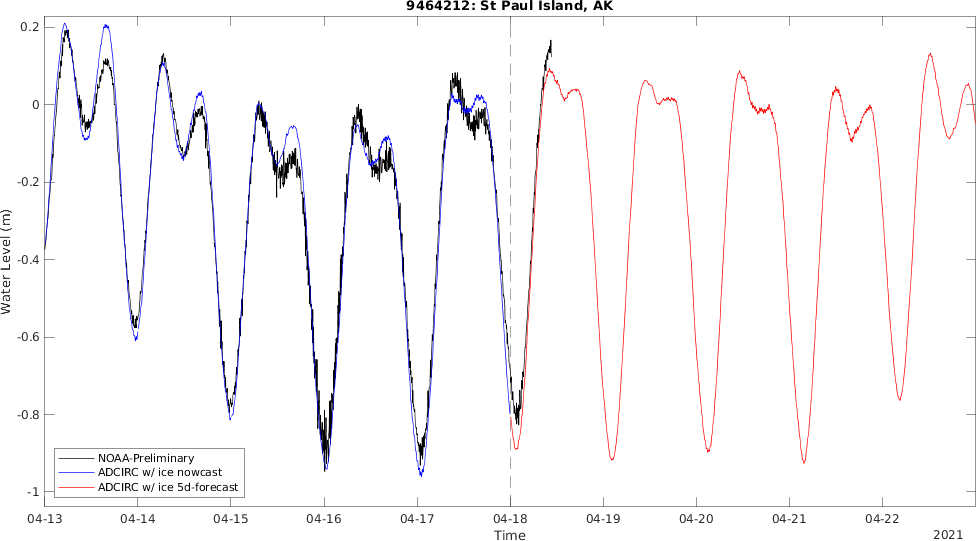 9464212: St Paul Island, AK
0.2
0
-0.2
-0.4
-0.6
-0.8
-1
Water Level (m)
NOAA-Preliminary
ADCIRC w/ ice nowcast
ADCIRC w/ ice 5d-forecast
04-13 04-14 04-15 04-16 04-17 04-18 04-19 04-20 04-21 04-22
Time
2021